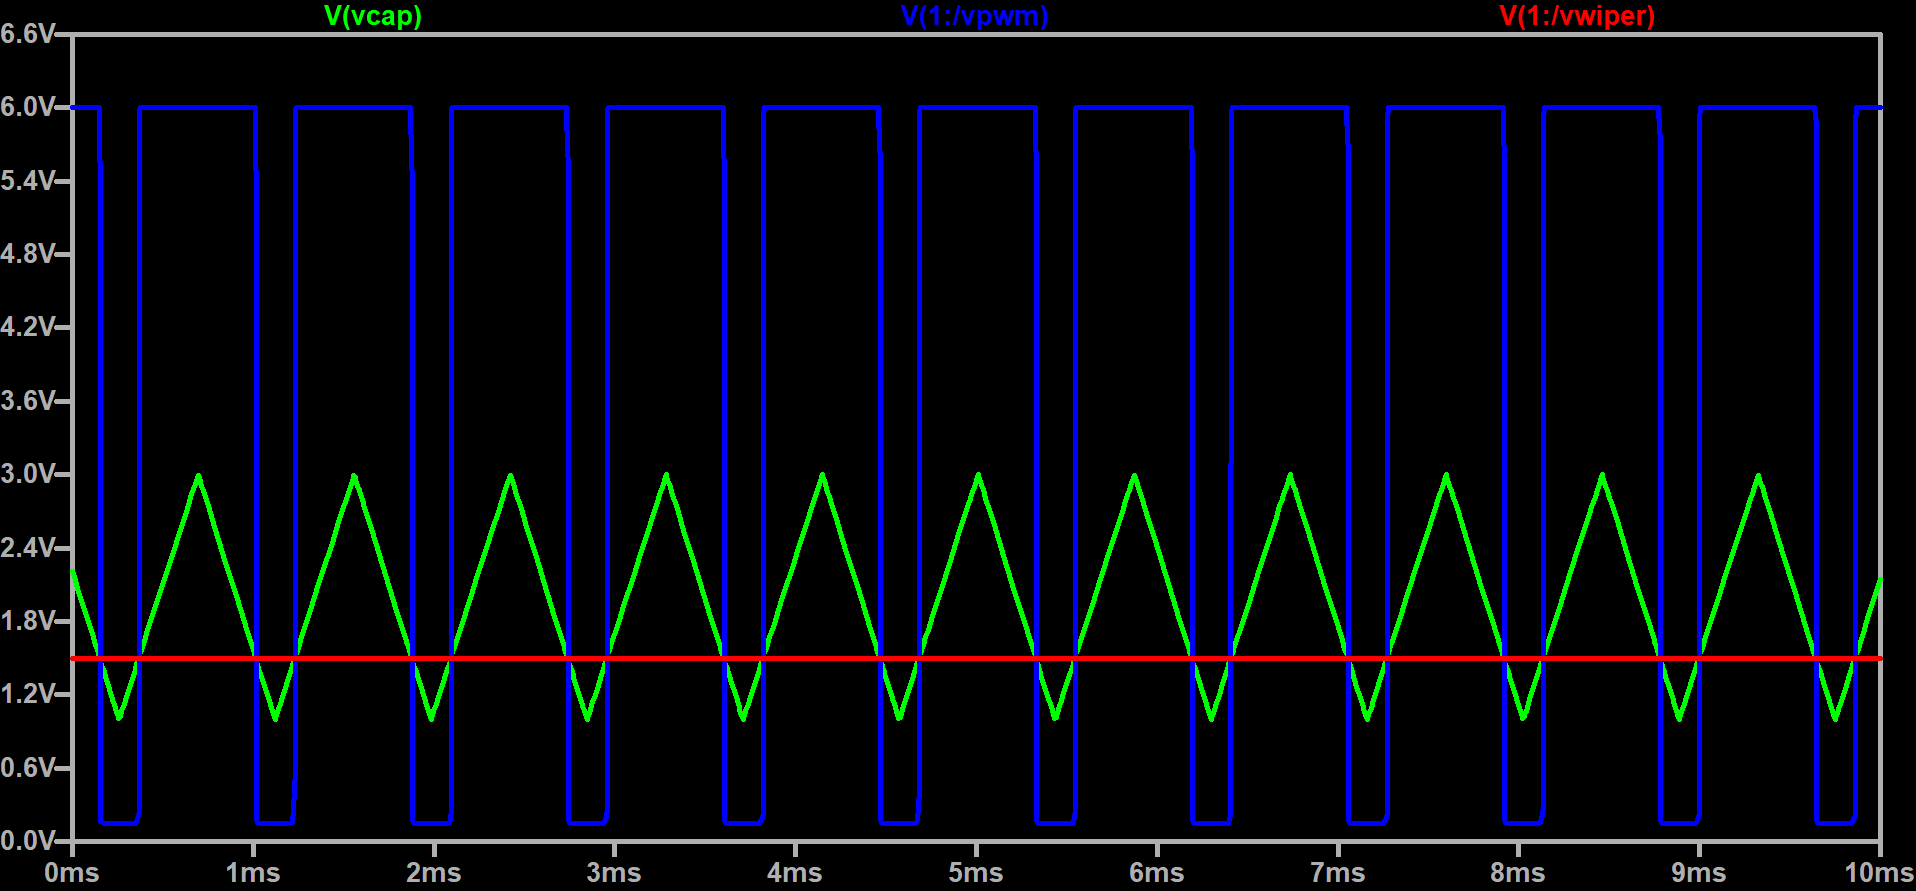 V(vcap) V(1:/vpwm) V(1:/vwiper)
6.6V
6.0V
5.4V
4.8V
4.2V
3.6V
3.0V
2.4V
1.8V
1.2V
0.6V
0.0V
0ms 1ms 2ms 3ms 4ms 5ms 6ms 7ms 8ms 9ms 10ms